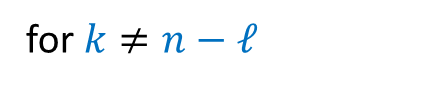 for k ≠ n − ℓ